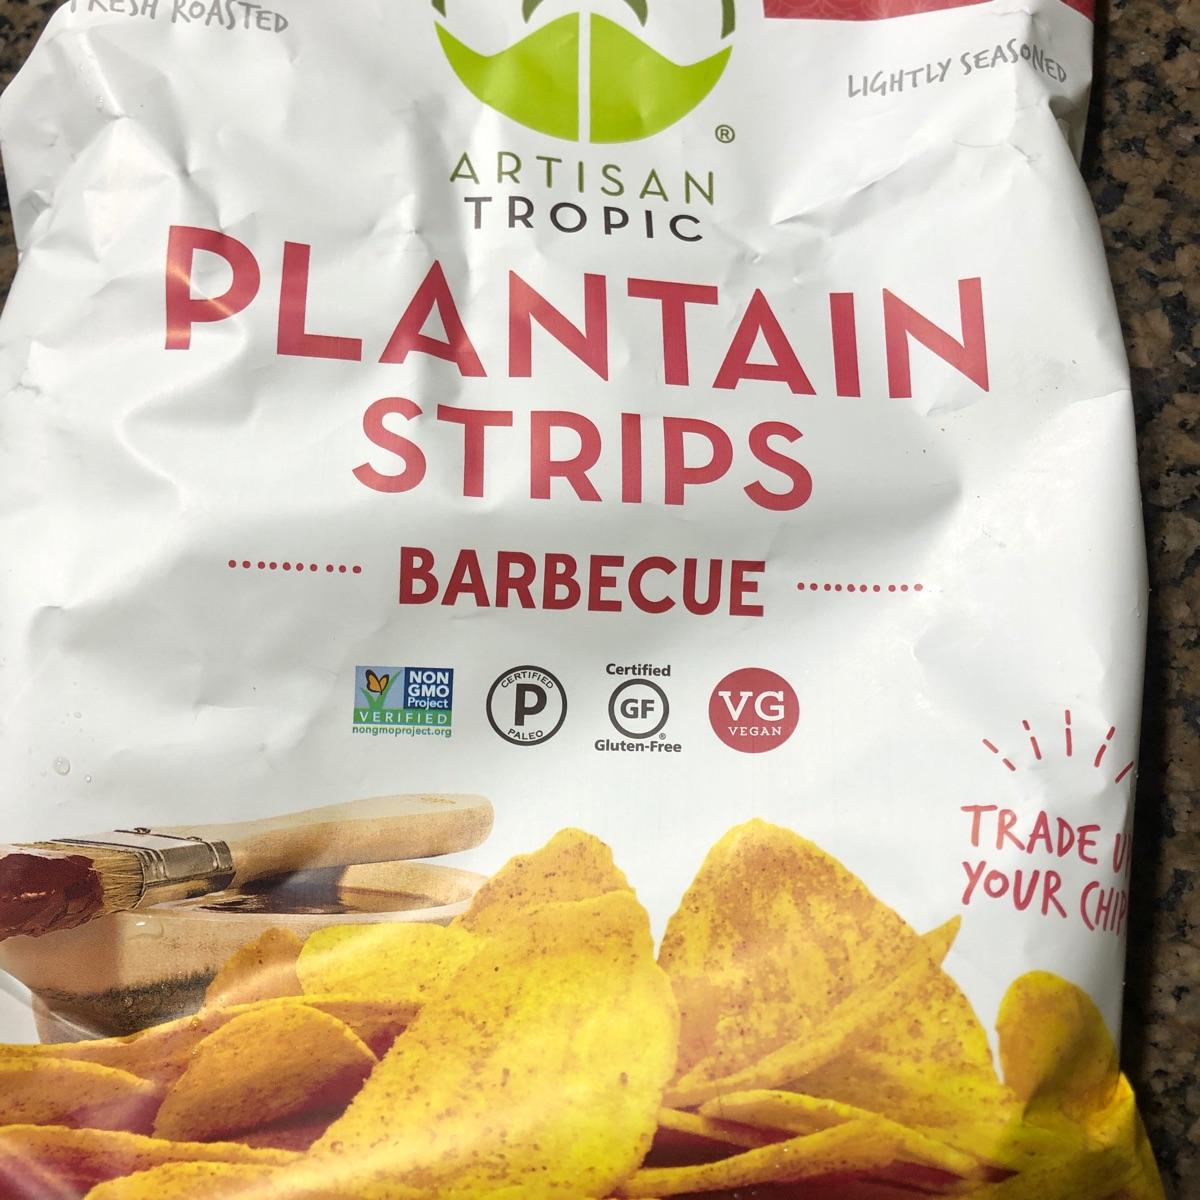 FRESH ROASTED
LIGHTLY SEASONED
®
ARTISAN
TROPIC
PLANTAIN
STRIPS
BARBECUE
NON
GMO
Project
VERIFIED
nongmoproject.org
CERTIFIED
P
PALEO
Certified
GF
®
Gluten-Free
VG
VEGAN
TRADE
YOUR